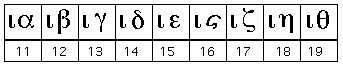 ια ιβ ιγ ιδ ιε ις ιζ ιη ιθ
11 12 13 14 15 16 17 18 19